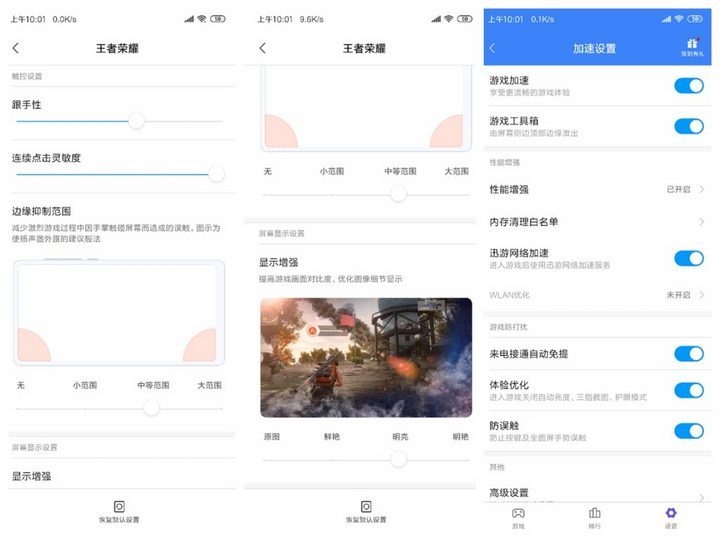 上午10:01 0.0K/s
58
王者荣耀
触控设置
跟手性
连续点击灵敏度
边缘抑制范围
减少激烈游戏过程中因手掌触碰屏幕而造成的误触，图示为
使扬声器外露的建议握法
无 小范围 中等范围 大范围
屏幕显示设置
显示增强
恢复默认设置
上午10:01 9.6K/s
58
王者荣耀
无 小范围 中等范围 大范围
屏幕显示设置
显示增强
提高游戏画面对比度、优化图像细节显示
原图 鲜艳 明亮 明艳
恢复默认设置
上午10:01 0.1K/s
58
加速设置
签到有礼
游戏加速
享受更流畅的游戏体验
游戏工具箱
由屏幕侧边顶部边缘滑出
性能增强
性能增强 已开启
内存清理白名单
迅游网络加速
进入游戏后使用迅游网络加速服务
WLAN优化 未开启
游戏防打扰
来电接通自动免提
体验优化
进入游戏关闭自动亮度、三指截图、护眼模式
防误触
防止按键及全面屏手势误触
其他
高级设置
游戏 排行 设置